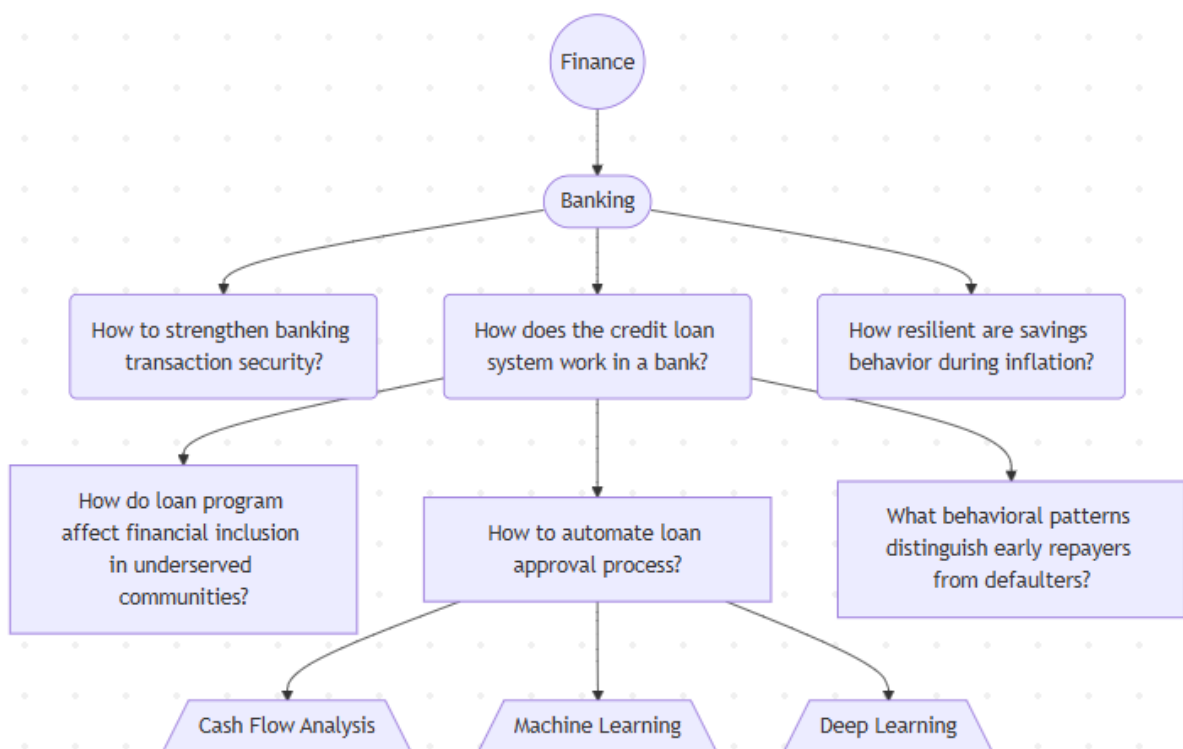 Finance
Banking
How to strengthen banking
transaction security?
How does the credit loan
system work in a bank?
How resilient are savings
behavior during inflation?
How do loan program
affect financial inclusion
in underserved
communities?
How to automate loan
approval process?
What behavioral patterns
distinguish early repayers
from defaulters?
Cash Flow Analysis
Machine Learning
Deep Learning